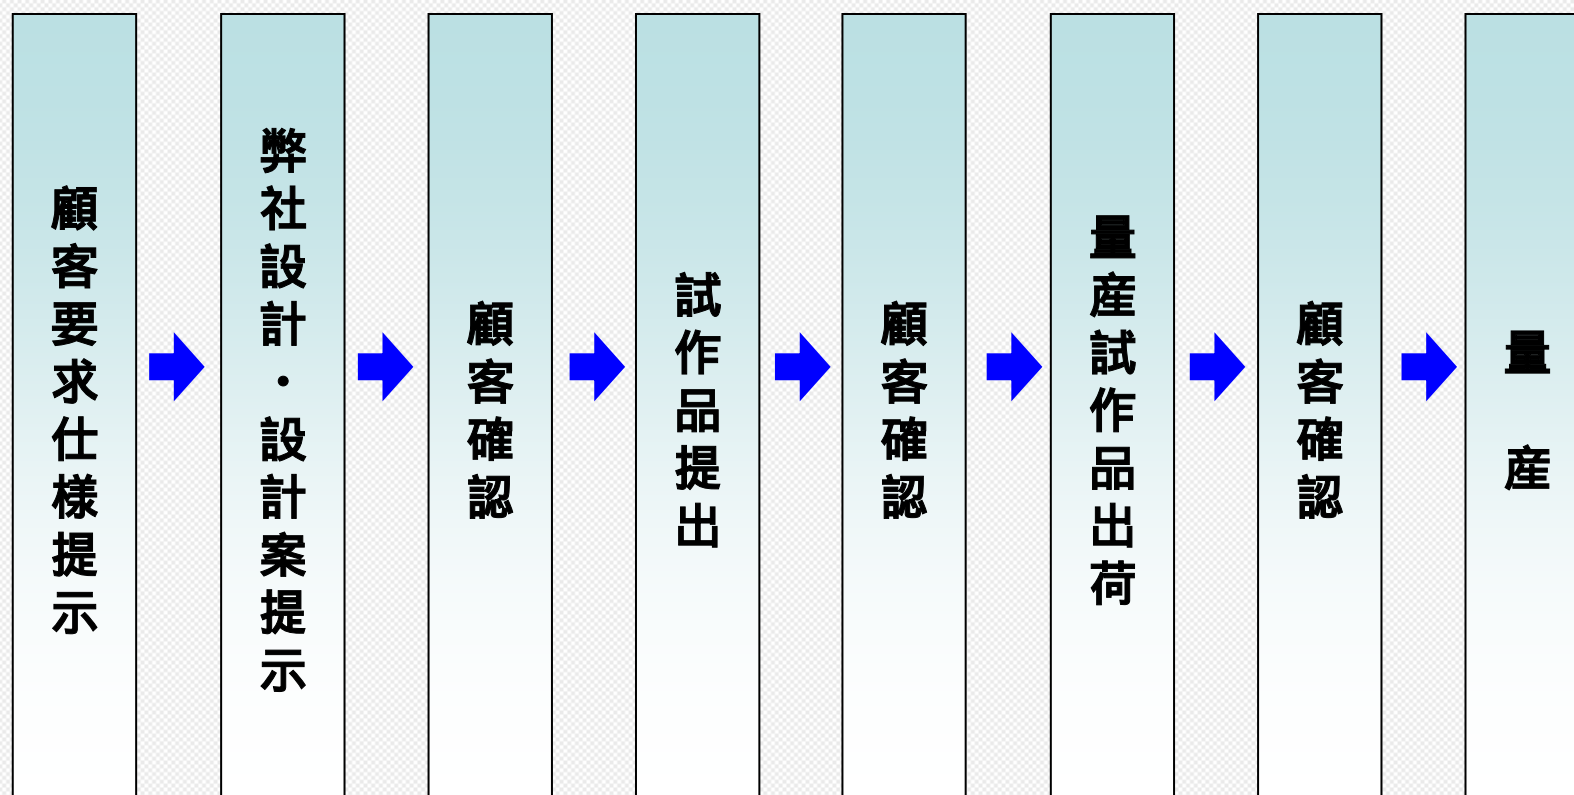 顧客要求仕様提示
弊社設計・設計案提示
顧客確認
試作品提出
顧客確認
量産試作品出荷
顧客確認
量　産